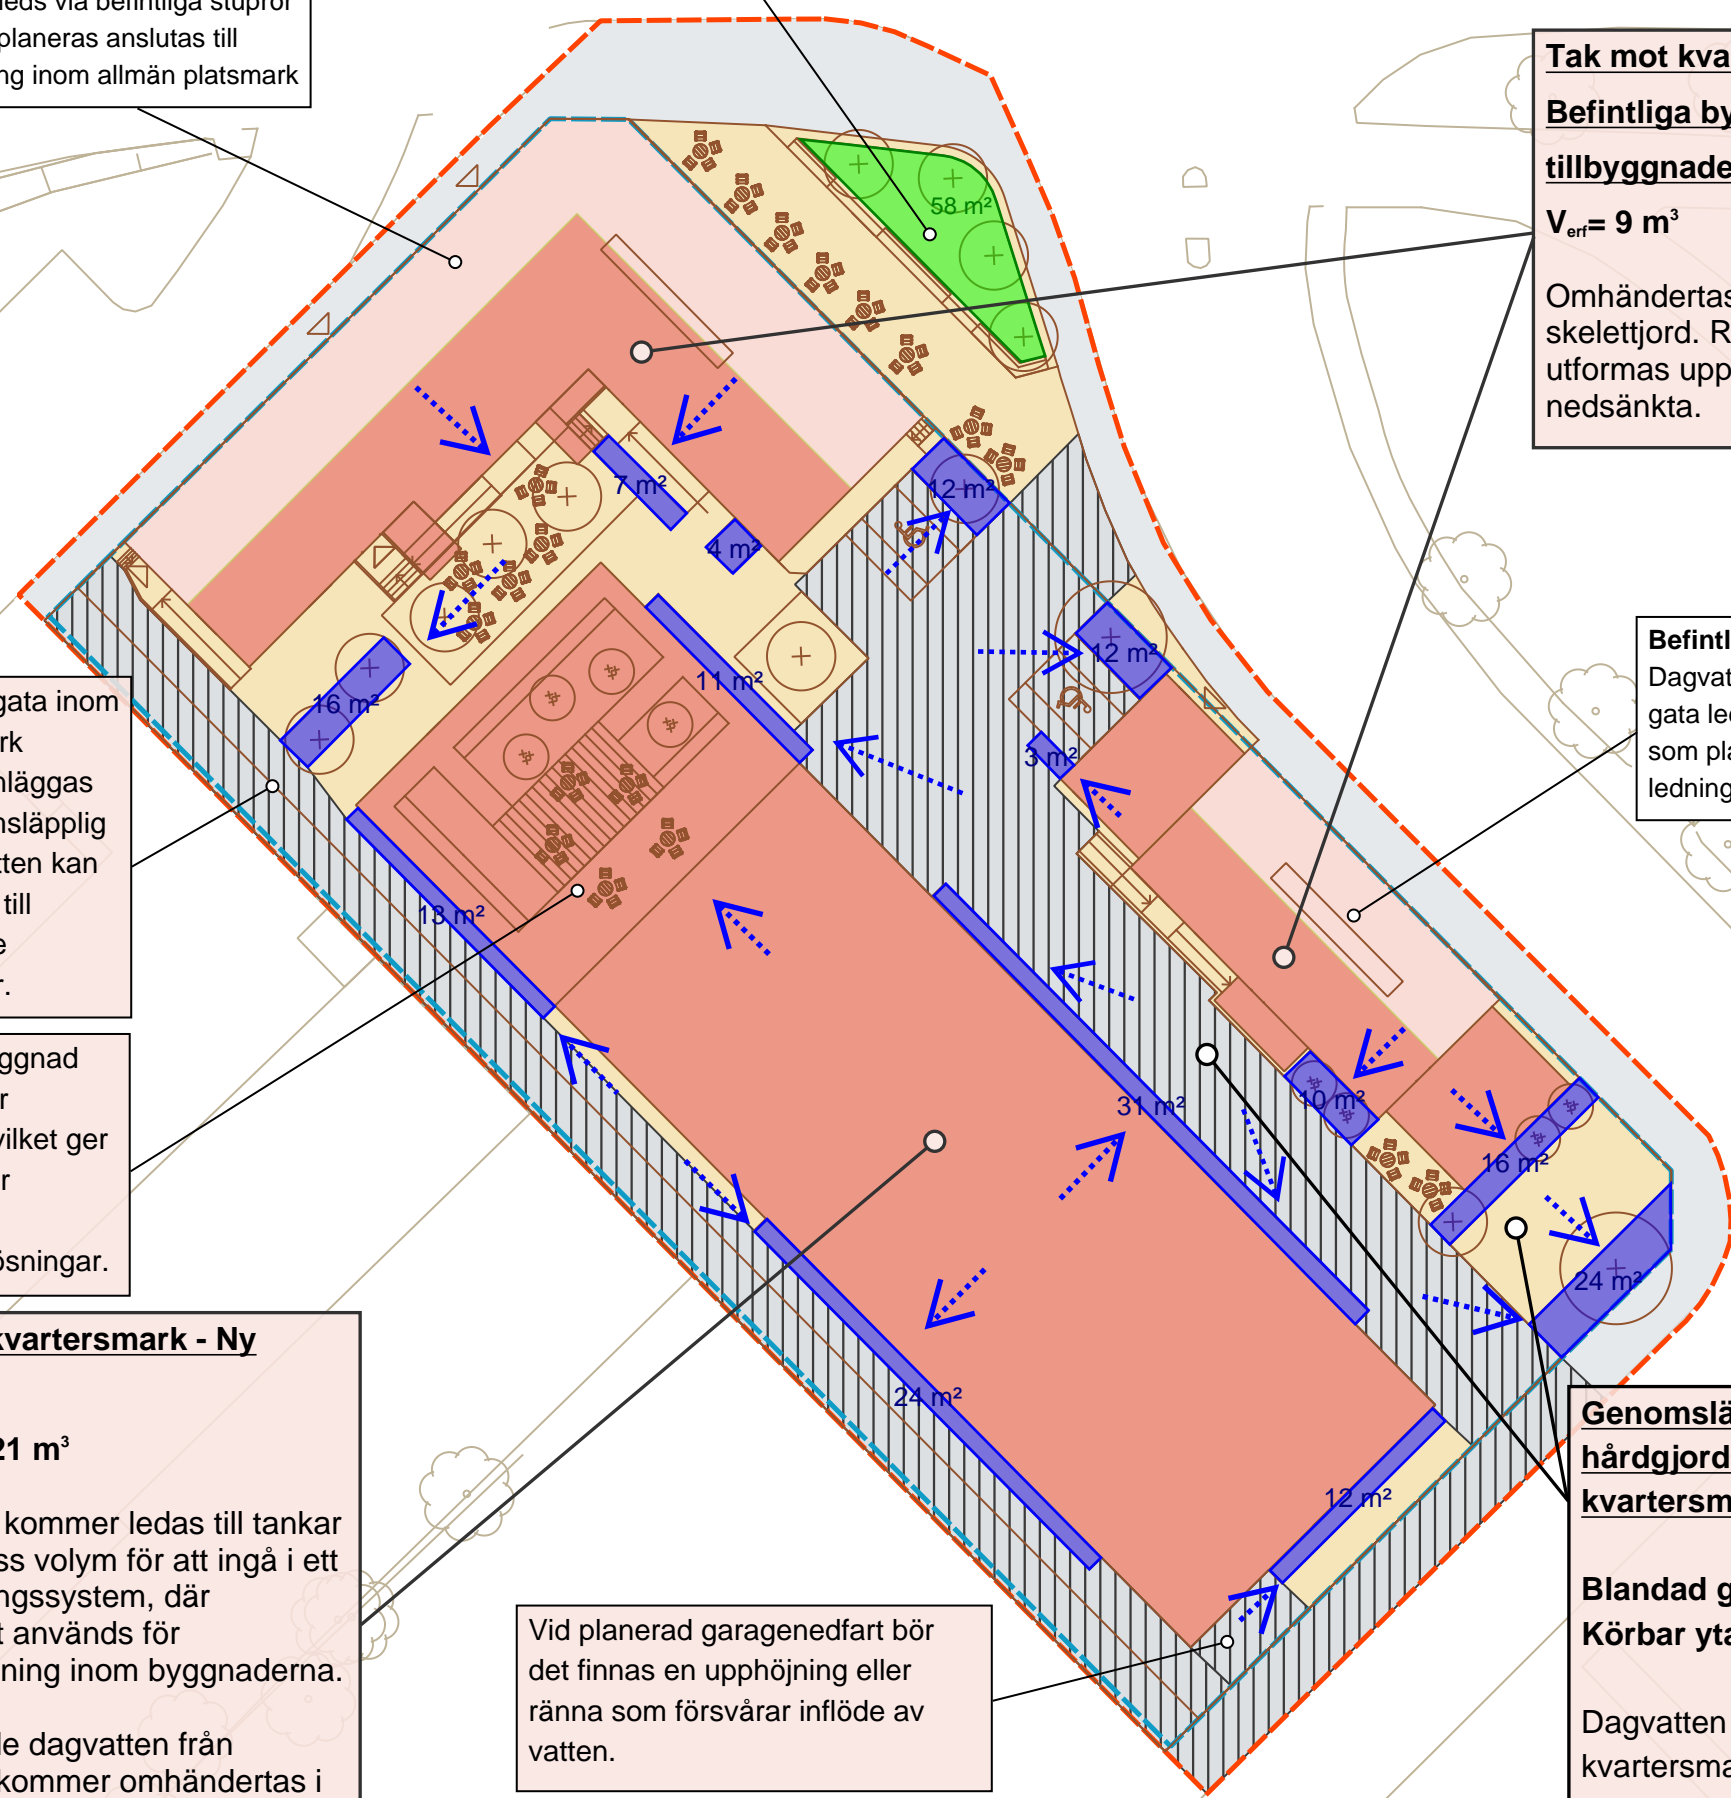 leds via befintliga stuprör
planeras anslutas till
ng inom allmän platsmark
Tak mot kva
Befintliga by
tillbyggnade
Verf= 9 m³
Omhändertas
skelettjord. R
utformas upp
nedsänkta.
58 m²
7 m²
4 m²
12 m²
12 m²
11 m²
16 m²
3 m²
13 m²
31 m²
10 m²
16 m²
24 m²
24 m²
12 m²
Befintl
Dagvat
gata led
som pla
ledning
gata inom
rk
nläggas
nsläpplig
tten kan
till
e
r.
ggnad
r
vilket ger
r
ösningar.
kvartersmark - Ny
21 m³
kommer ledas till tankar
ss volym för att ingå i ett
ngssystem, där
t används för
ning inom byggnaderna.
de dagvatten från
kommer omhändertas i
Vid planerad garagenedfart bör
det finnas en upphöjning eller
ränna som försvårar inflöde av
vatten.
Genomslä
hårdgjord
kvartersm
Blandad g
Körbar yta
Dagvatten
kvartersma